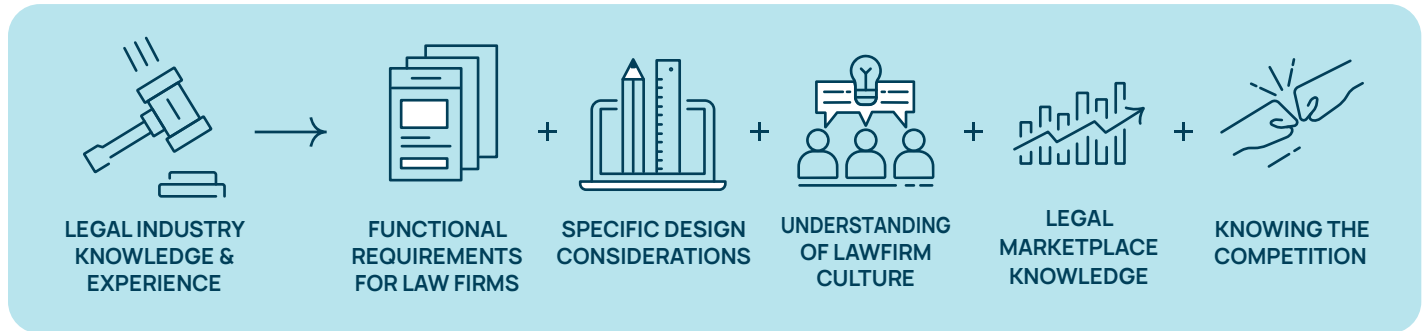 LEGAL INDUSTRY
KNOWLEDGE &
EXPERIENCE
FUNCTIONAL
REQUIREMENTS
FOR LAW FIRMS
SPECIFIC DESIGN
CONSIDERATIONS
UNDERSTANDING
OF LAWFIRM
CULTURE
LEGAL
MARKETPLACE
KNOWLEDGE
KNOWING THE
COMPETITION